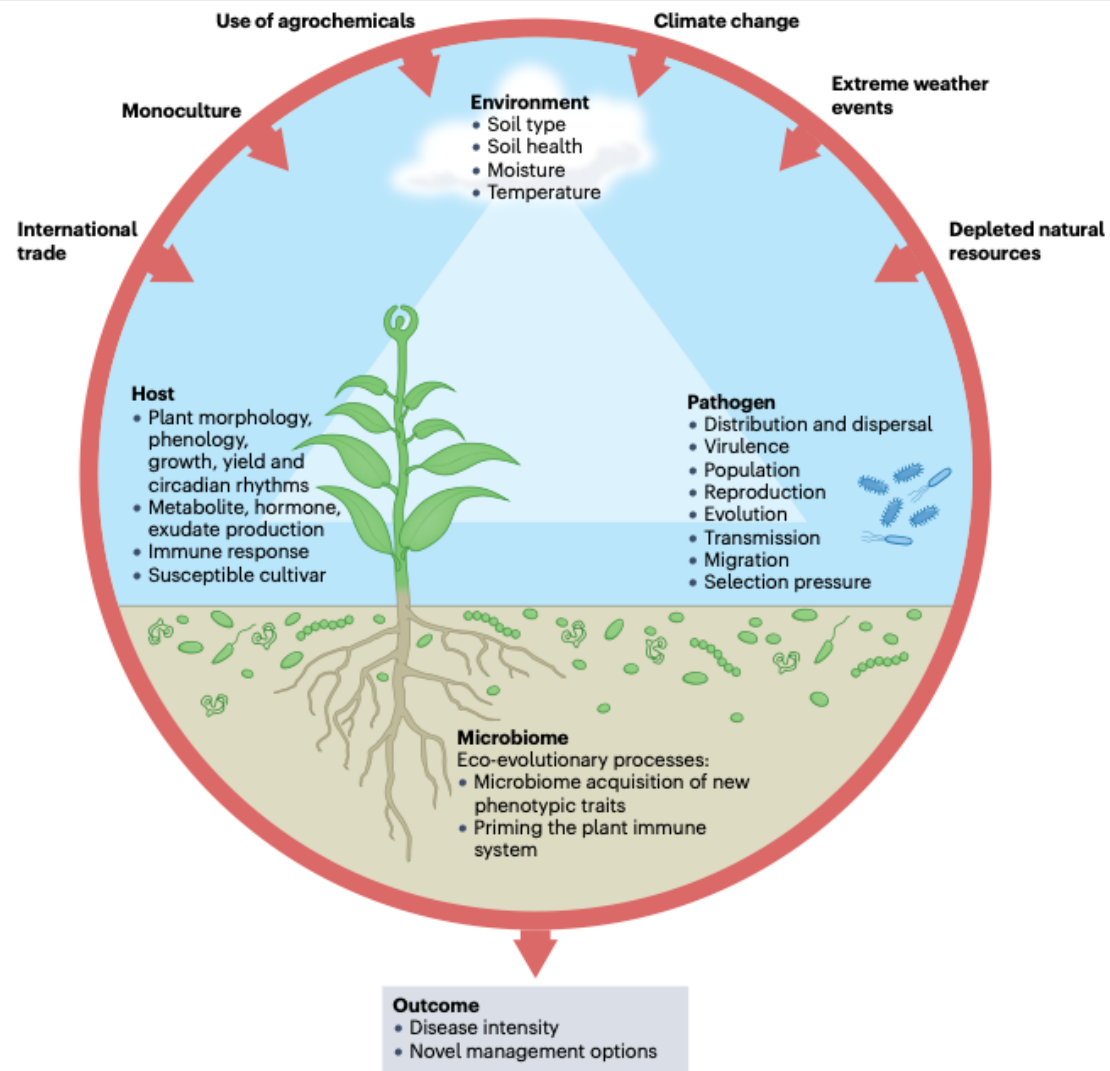 Use of agrochemicals
Climate change
Monoculture
Extreme weather
events
International
trade
Depleted natural
resources
Environment
• Soil type
• Soil health
• Moisture
• Temperature
Host
• Plant morphology,
phenology,
growth, yield and
circadian rhythms
• Metabolite, hormone,
exudate production
• Immune response
• Susceptible cultivar
Pathogen
• Distribution and dispersal
• Virulence
• Population
• Reproduction
• Evolution
• Transmission
• Migration
• Selection pressure
Microbiome
Eco-evolutionary processes:
• Microbiome acquisition of new
phenotypic traits
• Priming the plant immune
system
Outcome
• Disease intensity
• Novel management options